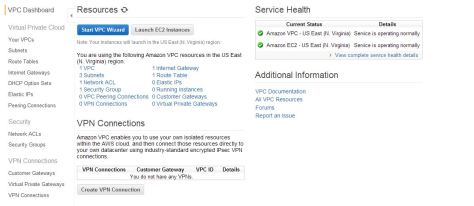 VPC Dashboard
Virtual Private Cloud
Your VPCs
Subnets
Route Tables
Internet Gateways
DHCP Option Sets
Elastic IPs
Peering Connections
Security
Network ACLs
Security Groups
VPN Connections
Customer Gateways
Virtual Private Gateways
VPN Connections
Resources
Start VPC Wizard
Launch EC2 Instances
Note: Your instances will launch in the US East (N. Virginia) region.
You are using the following Amazon VPC resources in the US East
(N. Virginia) region:
1 VPC
1 Internet Gateway
3 Subnets
1 Route Table
1 Network ACL
0 Elastic IPs
1 Security Group
0 Running Instances
0 VPC Peering Connections
0 Customer Gateways
0 VPN Connections
0 Virtual Private Gateways
VPN Connections
Amazon VPC enables you to use your own isolated resources
within the AWS cloud, and then connect those resources directly to
your own datacenter using industry-standard encrypted IPsec VPN
connections.
VPN Connections Customer Gateway VPC ID Details
You do not have any VPNs.
Create VPN Connection
Service Health
Current Status Details
Amazon VPC - US East (N. Virginia) Service is operating normally
Amazon EC2 - US East (N. Virginia) Service is operating normally
View complete service health details
Additional Information
VPC Documentation
All VPC Resources
Forums
Report an Issue